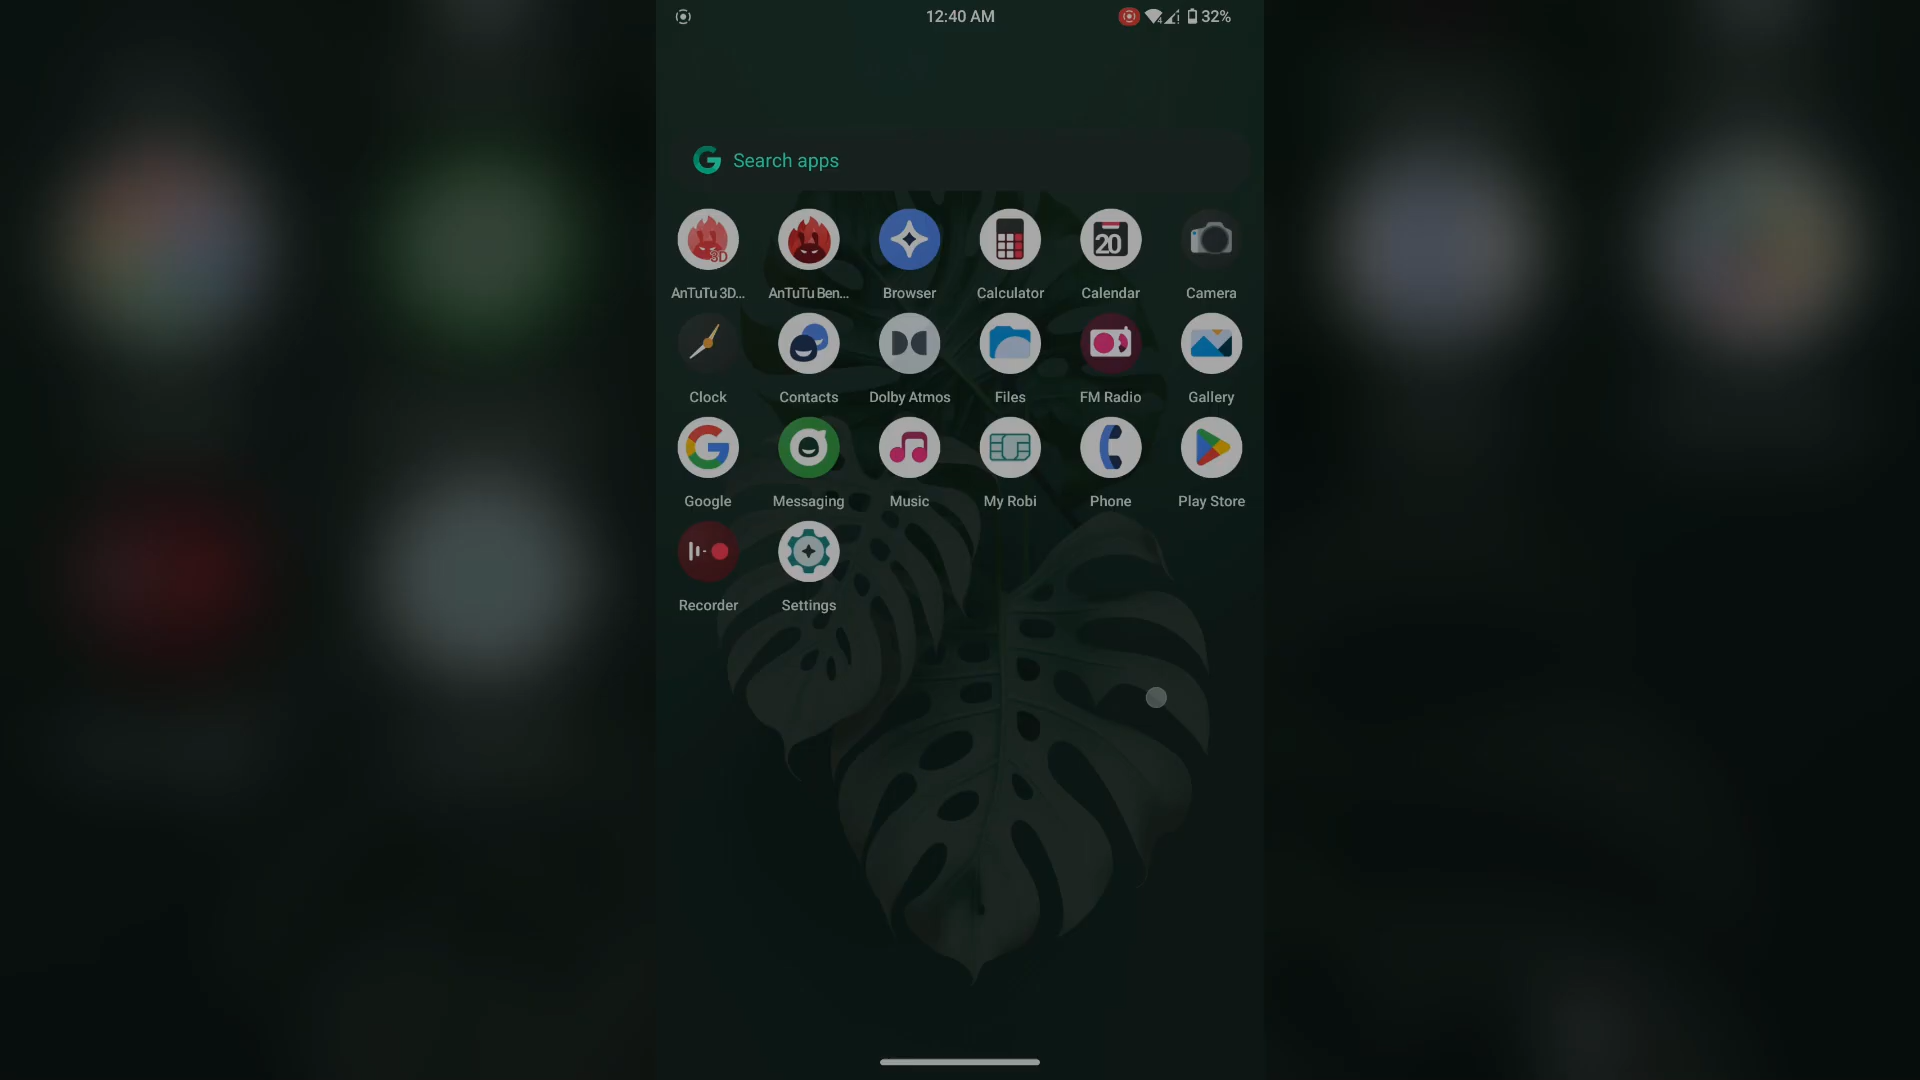 12:40 AM 32%
Search apps
AnTuTu 3D... AnTuTu Ben... Browser Calculator Calendar Camera
Clock Contacts Dolby Atmos Files FM Radio Gallery
Google Messaging Music My Robi Phone Play Store
Recorder Settings